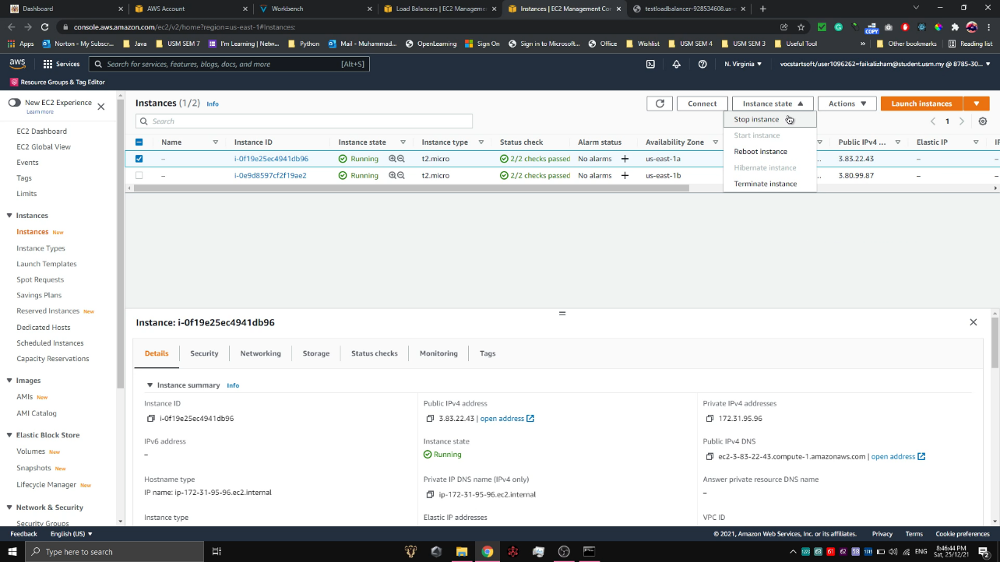 Dashboard
AWS Account
Workbench
Load Balancers | EC2 Managemen
Instances | EC2 Management Con
testloadbalancer-928534608.us-e
console.aws.amazon.com/ec2/v2/home?region=us-east-1#Instances:
COPY
Apps
Norton - My Subscr...
Java
USM SEM 7
I'm Learning | Netw...
Python
Mail - Muhammad...
OpenLearning
Sign On
Sign in to Microsoft...
Office
Wishlist
USM SEM 4
USM SEM 3
Useful Tool
»
Other bookmarks
Reading list
aws
Services
Search for services, features, blogs, docs, and more
[Alt+S]
N. Virginia
vocstartsoft/user1096262=faikalizham@student.usm.my @ 8785-30...
Resource Groups & Tag Editor
New EC2 Experience
Learn more
EC2 Dashboard
EC2 Global View
Events
Tags
Limits
Instances
Instances New
Instance Types
Launch Templates
Spot Requests
Savings Plans
Reserved Instances New
Dedicated Hosts
Scheduled Instances
Capacity Reservations
Images
AMIs New
AMI Catalog
Elastic Block Store
Volumes New
Snapshots New
Lifecycle Manager New
Network & Security
Security Groups
Instances (1/2) Info
Connect
Instance state
Actions
Launch instances
Search
1
Stop instance
Start instance
Reboot instance
Hibernate instance
Terminate instance
Name
Instance ID
Instance state
Instance type
Status check
Alarm status
Availability Zone
Public IPv4 ...
Elastic IP
IP
– i-0f19e25ec4941db96 Running t2.micro 2/2 checks passed No alarms + us-east-1a 3.83.22.43 –
– i-0e9d8597cf2f19ae2 Running t2.micro 2/2 checks passed No alarms + us-east-1b 3.80.99.87 –
Instance: i-0f19e25ec4941db96
Details
Security
Networking
Storage
Status checks
Monitoring
Tags
Instance summary Info
Instance ID
i-0f19e25ec4941db96
Public IPv4 address
3.83.22.43 | open address
Private IPv4 addresses
172.31.95.96
IPv6 address
–
Instance state
Running
Public IPv4 DNS
ec2-3-83-22-43.compute-1.amazonaws.com | open address
Hostname type
IP name: ip-172-31-95-96.ec2.internal
Private IP DNS name (IPv4 only)
ip-172-31-95-96.ec2.internal
Answer private resource DNS name
–
Instance type
Elastic IP addresses
VPC ID
Feedback
English (US)
© 2021, Amazon Web Services, Inc. or its affiliates.
Privacy
Terms
Cookie preferences
Type here to search
ENG
8:46:44 PM
Sat, 25/12/21